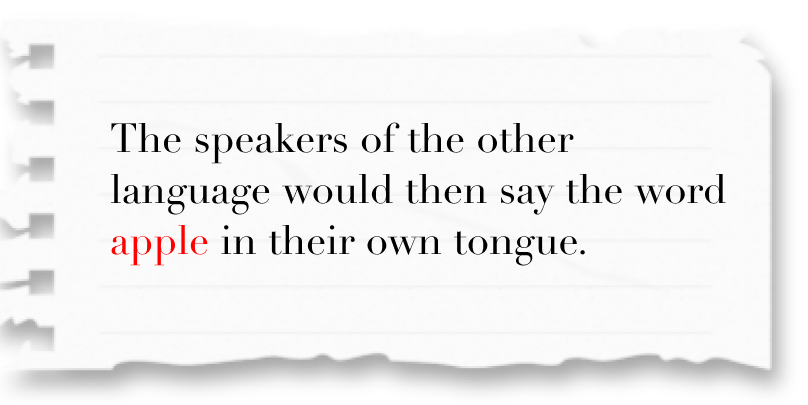 The speakers of the other
language would then say the word
apple in their own tongue.